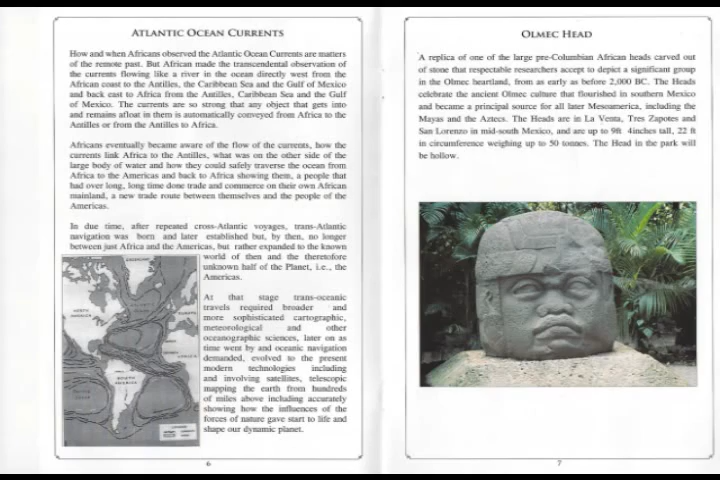 ATLANTIC OCEAN CURRENTS
How and when Africans observed the Atlantic Ocean Currents are matters
of the remote past. But African made the transcendental observation of
the currents flowing like a river in the ocean directly west from the
African coast to the Antilles, the Caribbean Sea and the Gulf of Mexico
and back east to Africa from the Antilles, Caribbean Sea and the Gulf
of Mexico. The currents are so strong that any object that gets into
and remains afloat in them is automatically conveyed from Africa to the
Antilles or from the Antilles to Africa.
Africans eventually became aware of the flow of the currents, how the
currents link Africa to the Antilles, what was on the other side of the
large body of water and how they could safely traverse the ocean from
Africa to the Americas and back to Africa showing them, a people that
had over long, long time done trade and commerce on their own African
mainland, a new trade route between themselves and the people of the
Americas.
In due time, after repeated cross-Atlantic voyages, trans-Atlantic
navigation was born and later established but, by then, no longer
between just Africa and the Americas, but rather expanded to the known
world of then and the theretofore
unknown half of the Planet, i.e., the
Americas.
At that stage trans-oceanic
travels required broader and
more sophisticated cartographic,
meteorological and other
oceanographic sciences, later on as
time went by and oceanic navigation
demanded, evolved to the present
modern technologies including
and involving satellites, telescopic
mapping the earth from hundreds
of miles above including accurately
showing how the influences of the
forces of nature gave start to life and
shape our dynamic planet.
NORTH
AMERICA
SOUTH
AMERICA
6
OLMEC HEAD
A replica of one of the large pre-Columbian African heads carved out
of stone that respectable researchers accept to depict a significant group
in the Olmec heartland, from as early as before 2,000 BC. The Heads
celebrate the ancient Olmec culture that flourished in southern Mexico
and became a principal source for all later Mesoamerica, including the
Mayas and the Aztecs. The Heads are in La Venta, Tres Zapotes and
San Lorenzo in mid-south Mexico, and are up to 9ft 4inches tall, 22 ft
in circumference weighing up to 50 tonnes. The Head in the park will
be hollow.
7